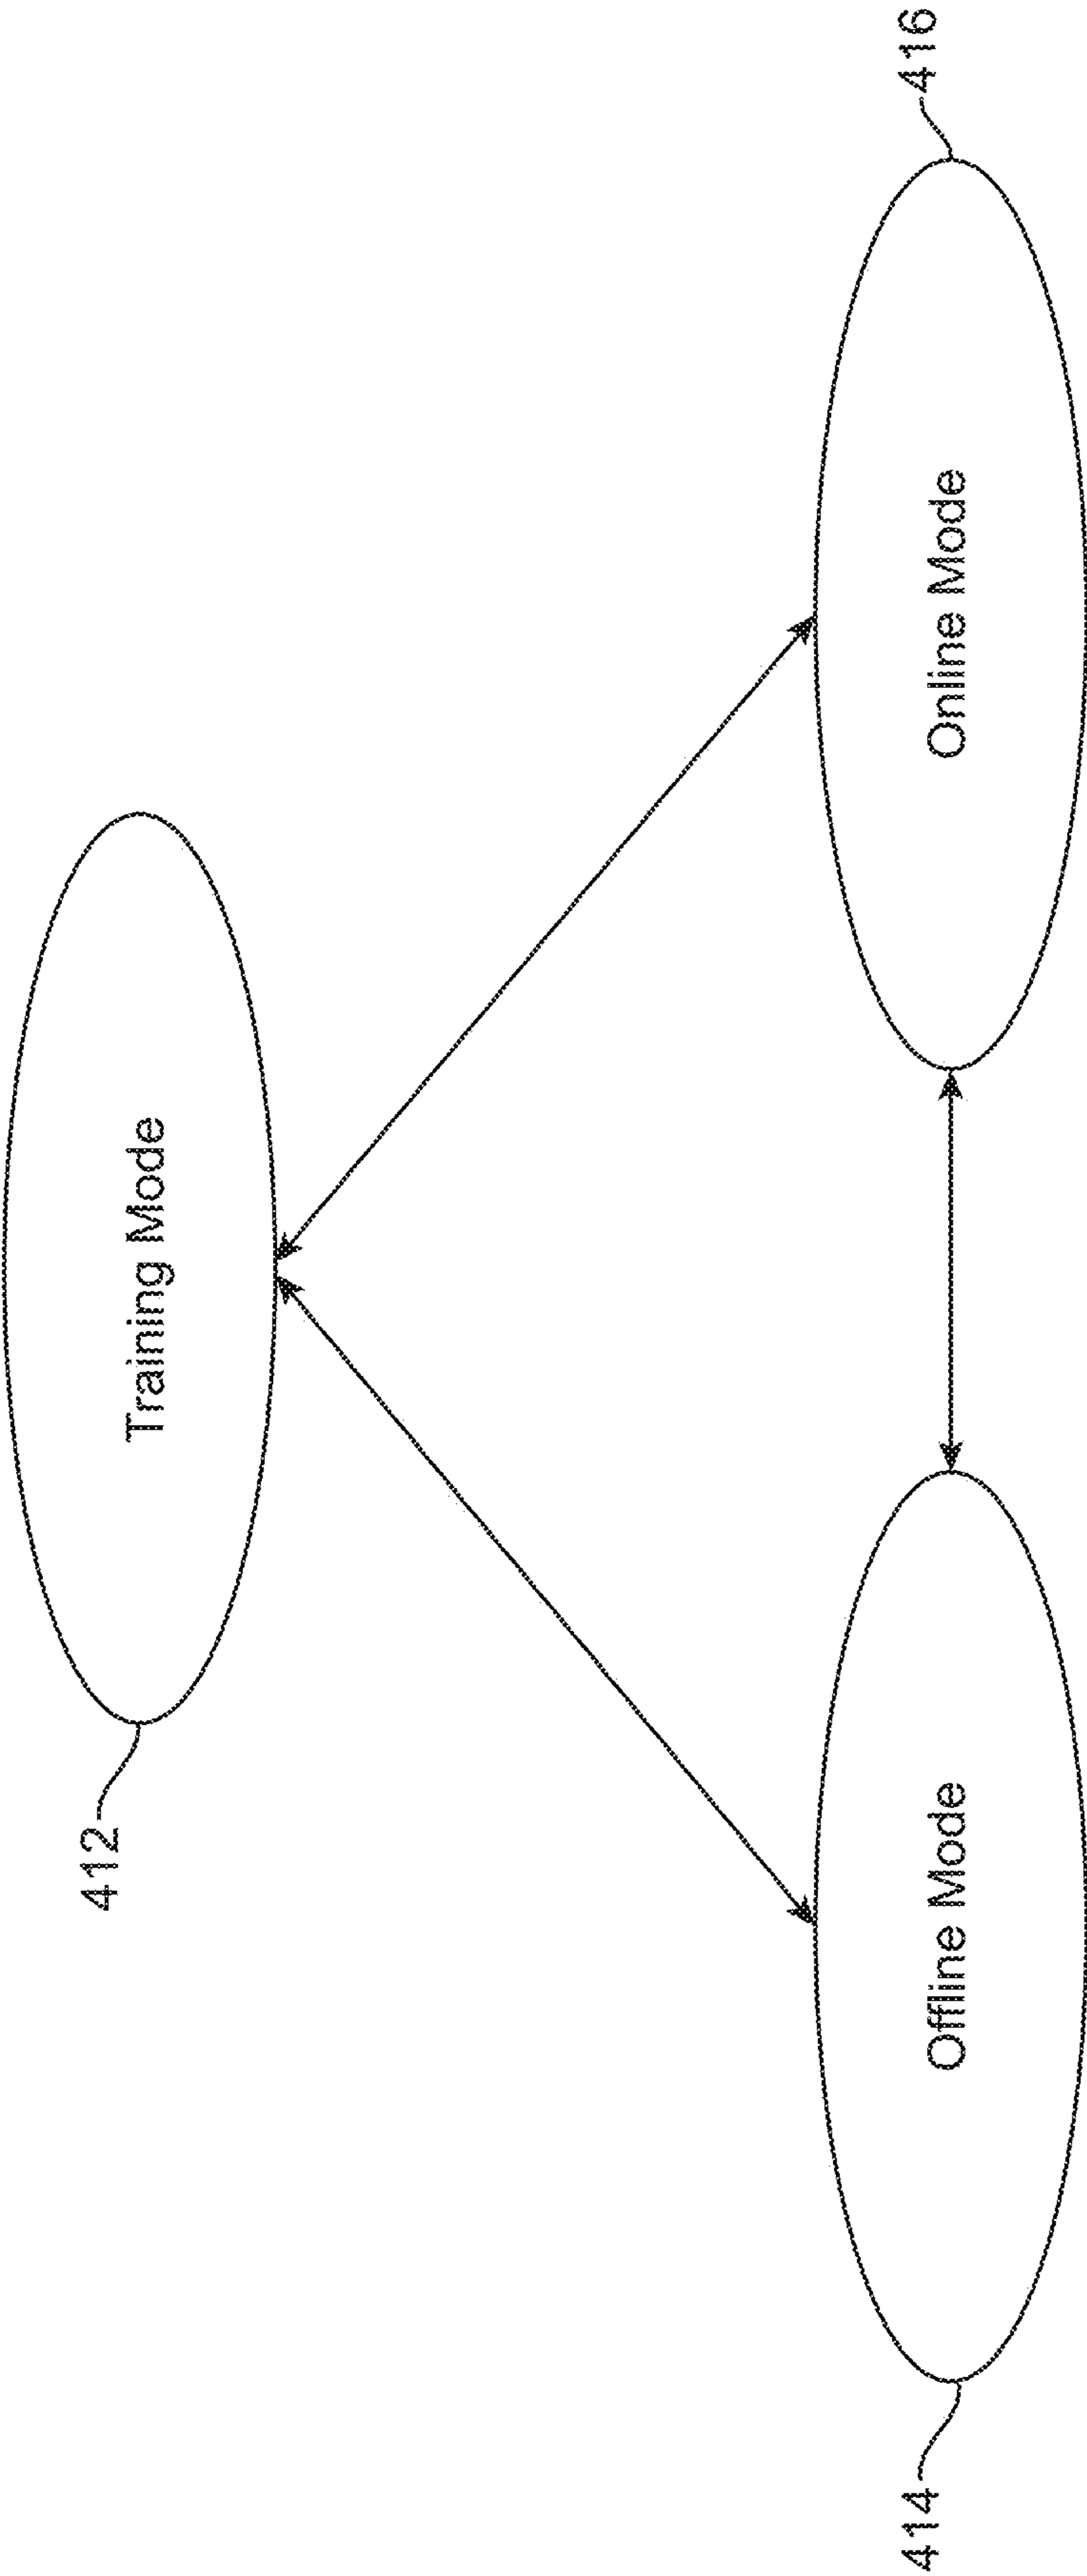 Training Mode
412
Offline Mode
414
Online Mode
416